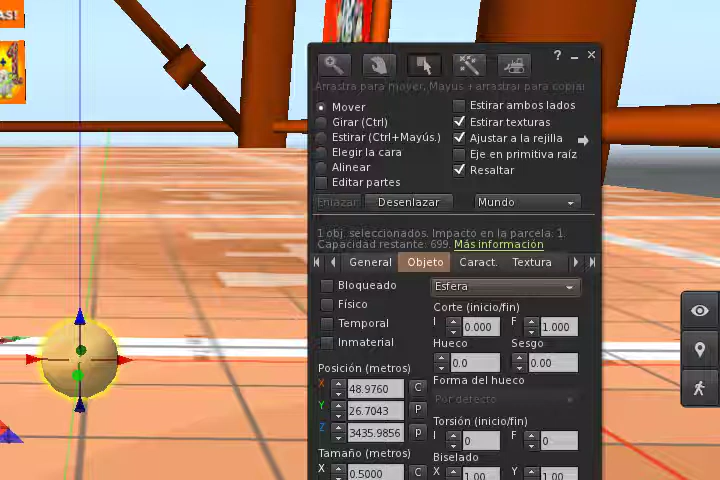 AS!
? _ ×
Arrastra para mover, Mayus.+arrastrar para copiar
Mover
Girar (Ctrl)
Estirar (Ctrl+Mayús.)
Elegir la cara
Alinear
Editar partes
Estirar ambos lados
Estirar texturas
Ajustar a la rejilla
Eje en primitiva raíz
Resaltar
Enlazar Desenlazar Mundo
1 obj. seleccionados. Impacto en la parcela: 1.
Capacidad restante: 699. Más información
General Objeto Caract. Textura
Bloqueado
Físico
Temporal
Inmaterial
Posición (metros)
X 48.9760 C
Y 26.7043 P
Z 3435.9856 p
Tamaño (metros)
X 0.5000 C
Esfera
Corte (inicio/fin)
I 0.000 F 1.000
Hueco Sesgo
0.0 0.00
Forma del hueco
Por defecto
Torsión (inicio/fin)
I 0 F 0
Biselado
X 1.00 Y 1.00